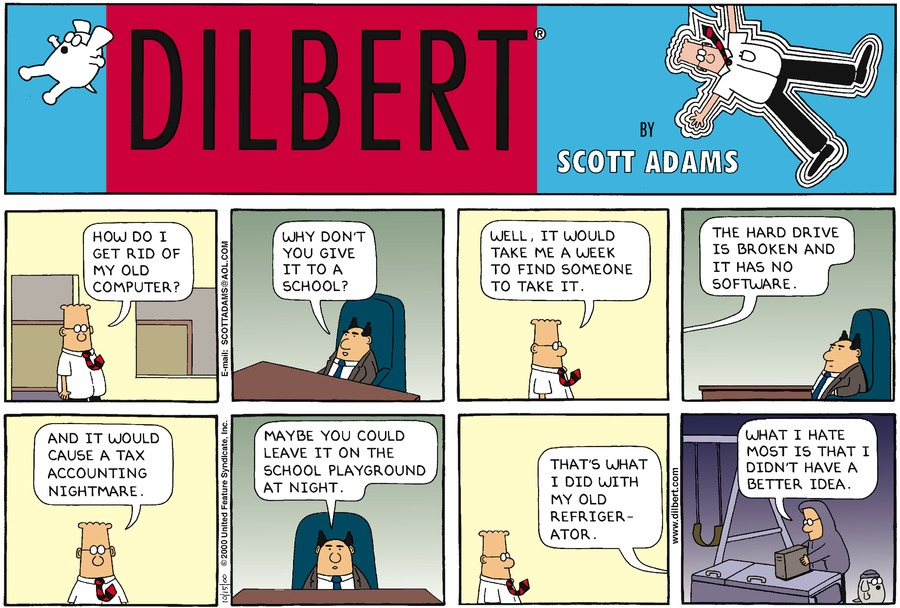 DILBERT®
BY
SCOTT ADAMS
HOW DO I
GET RID OF
MY OLD
COMPUTER?
E-mail: SCOTTADAMS@AOL.COM
WHY DON'T
YOU GIVE
IT TO A
SCHOOL?
WELL, IT WOULD
TAKE ME A WEEK
TO FIND SOMEONE
TO TAKE IT.
THE HARD DRIVE
IS BROKEN AND
IT HAS NO
SOFTWARE.
AND IT WOULD
CAUSE A TAX
ACCOUNTING
NIGHTMARE.
10/15/00 © 2000 United Feature Syndicate, Inc.
MAYBE YOU COULD
LEAVE IT ON THE
SCHOOL PLAYGROUND
AT NIGHT.
THAT'S WHAT
I DID WITH
MY OLD
REFRIGER-
ATOR.
www.dilbert.com
WHAT I HATE
MOST IS THAT I
DIDN'T HAVE A
BETTER IDEA.